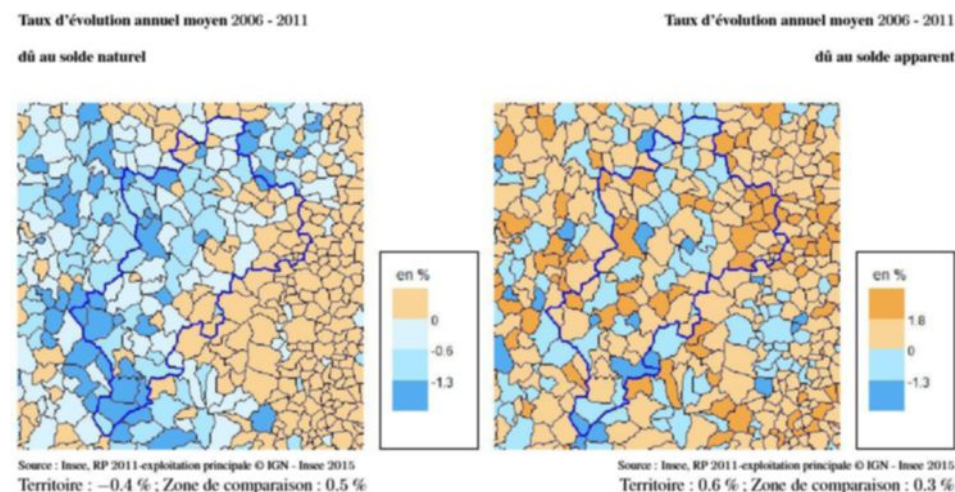 Taux d'évolution annuel moyen 2006 - 2011
dû au solde naturel
en %
0
-0.6
-1.3
Source : Insee, RP 2011-exploitation principale © IGN - Insee 2015
Territoire : −0.4 % ; Zone de comparaison : 0.5 %
Taux d'évolution annuel moyen 2006 - 2011
dû au solde apparent
en %
1.8
0
-1.3
Source : Insee, RP 2011-exploitation principale © IGN - Insee 2015
Territoire : 0.6 % ; Zone de comparaison : 0.3 %